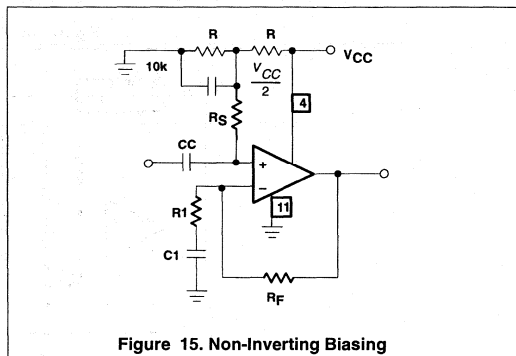 R R
VCC
10k
VCC
2
4
RS
CC
+
−
11
R1
C1
RF
Figure 15. Non-Inverting Biasing